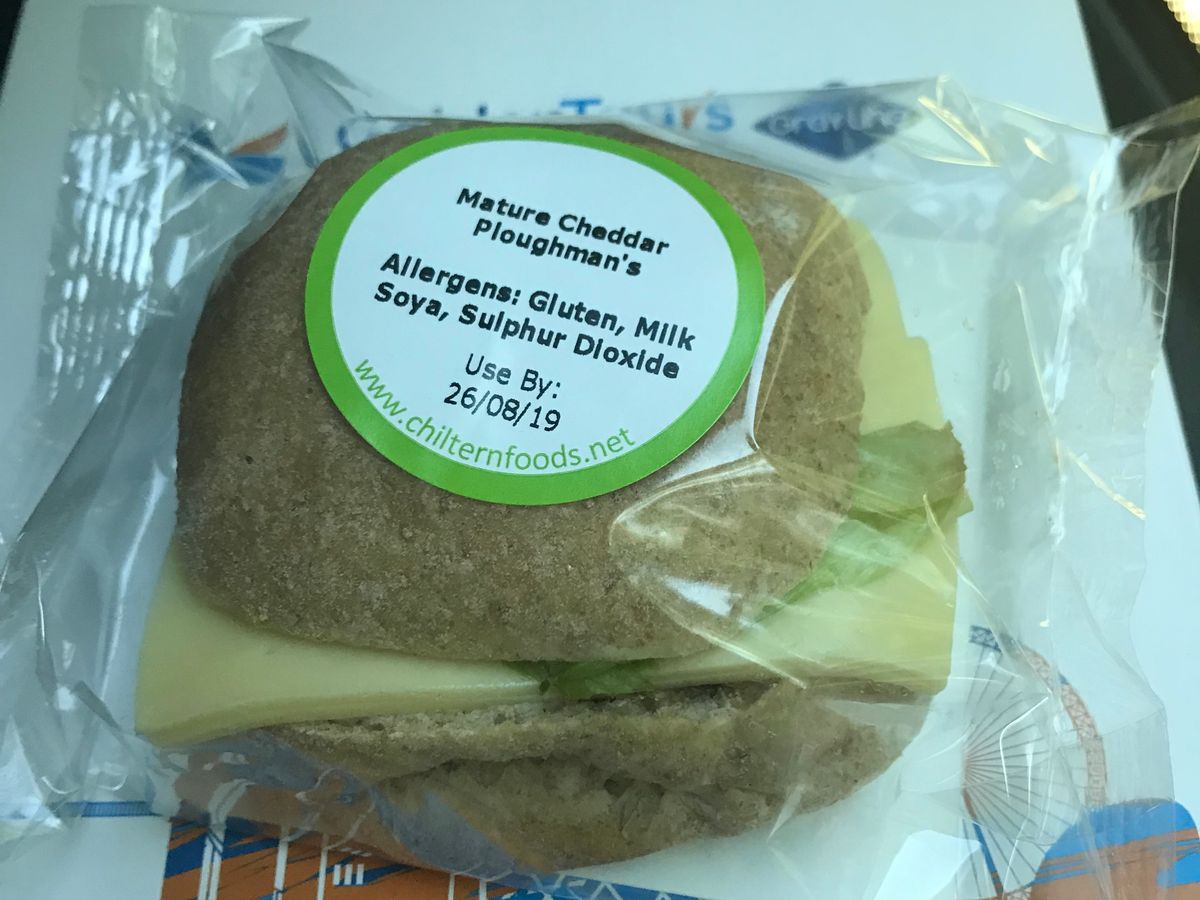 Mature Cheddar
Ploughman's
Allergens: Gluten, Milk
Soya, Sulphur Dioxide
Use By:
26/08/19
www.chilternfoods.net